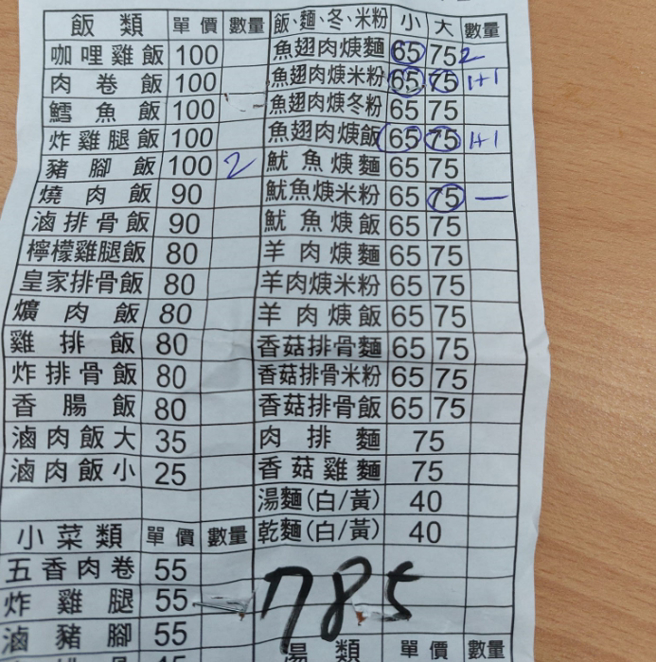 飯類 單價 數量 飯、麵、冬、米粉 小 大 數量
咖哩雞飯 100 魚翅肉焿麵 65 75 2
肉卷飯 100 魚翅肉焿米粉 65 75 1+1
鱈魚飯 100 魚翅肉焿冬粉 65 75
炸雞腿飯 100 魚翅肉焿飯 65 75 1+1
豬腳飯 100 2 魷魚焿麵 65 75
燒肉飯 90 魷魚焿米粉 65 75 一
滷排骨飯 90 魷魚焿飯 65 75
檸檬雞腿飯 80 羊肉焿麵 65 75
皇家排骨飯 80 羊肉焿米粉 65 75
爌肉飯 80 羊肉焿飯 65 75
雞排飯 80 香菇排骨麵 65 75
炸排骨飯 80 香菇排骨米粉 65 75
香腸飯 80 香菇排骨飯 65 75
滷肉飯大 35 肉排麵 75
滷肉飯小 25 香菇雞麵 75
湯麵(白/黃) 40
小菜類 單價 數量 乾麵(白/黃) 40
五香肉卷 55
炸雞腿 55 785
滷豬腳 55 湯類 單價 數量